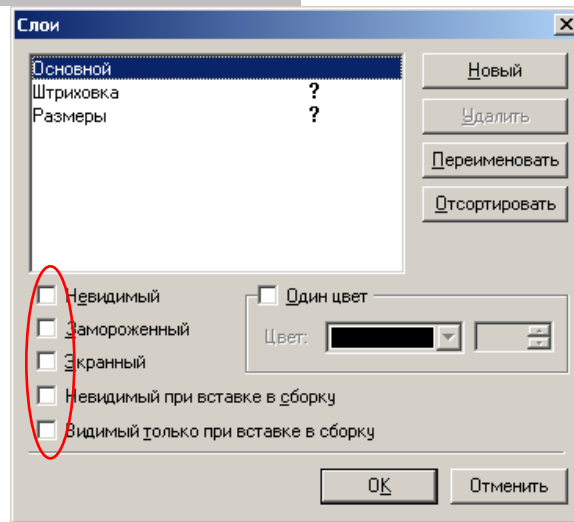 Слои
Основной
Штриховка ?
Размеры ?
Новый
Удалить
Переименовать
Отсортировать
Невидимый
Замороженный
Экранный
Невидимый при вставке в сборку
Видимый только при вставке в сборку
Один цвет
Цвет:
OK
Отменить